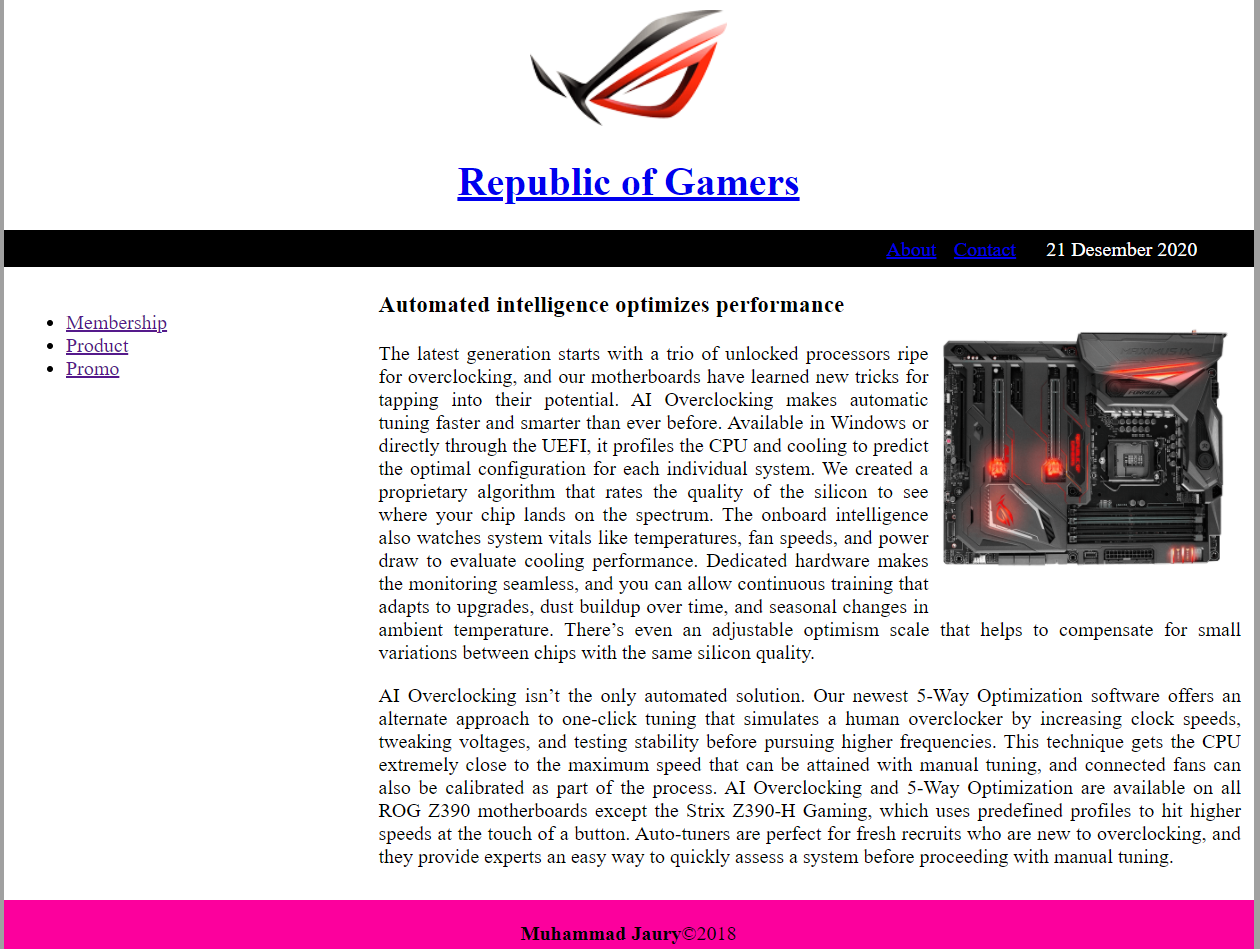 Republic of Gamers
About Contact 21 Desember 2020
Membership
Product
Promo
Automated intelligence optimizes performance
The latest generation starts with a trio of unlocked processors ripe
for overclocking, and our motherboards have learned new tricks for
tapping into their potential. AI Overclocking makes automatic
tuning faster and smarter than ever before. Available in Windows or
directly through the UEFI, it profiles the CPU and cooling to predict
the optimal configuration for each individual system. We created a
proprietary algorithm that rates the quality of the silicon to see
where your chip lands on the spectrum. The onboard intelligence
also watches system vitals like temperatures, fan speeds, and power
draw to evaluate cooling performance. Dedicated hardware makes
the monitoring seamless, and you can allow continuous training that
adapts to upgrades, dust buildup over time, and seasonal changes in
ambient temperature. There’s even an adjustable optimism scale that helps to compensate for small
variations between chips with the same silicon quality.
AI Overclocking isn’t the only automated solution. Our newest 5-Way Optimization software offers an
alternate approach to one-click tuning that simulates a human overclocker by increasing clock speeds,
tweaking voltages, and testing stability before pursuing higher frequencies. This technique gets the CPU
extremely close to the maximum speed that can be attained with manual tuning, and connected fans can
also be calibrated as part of the process. AI Overclocking and 5-Way Optimization are available on all
ROG Z390 motherboards except the Strix Z390-H Gaming, which uses predefined profiles to hit higher
speeds at the touch of a button. Auto-tuners are perfect for fresh recruits who are new to overclocking, and
they provide experts an easy way to quickly assess a system before proceeding with manual tuning.
Muhammad Jaury©2018